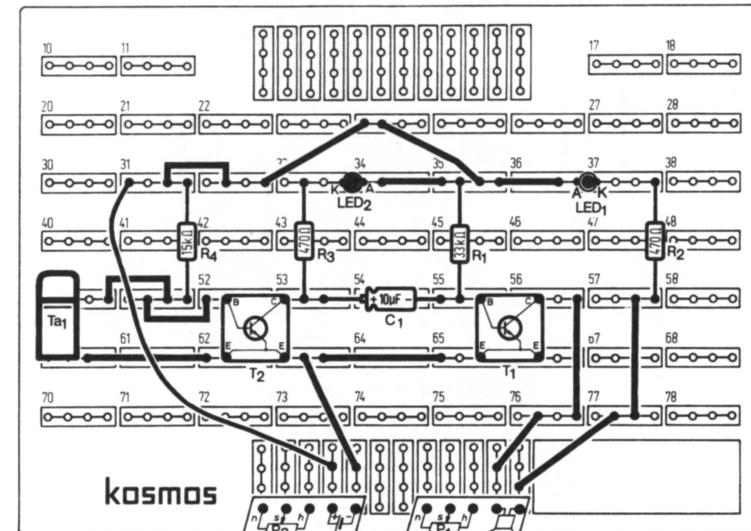 10 11 17 18
20 21 22 27 28
30 31 34 35 36 37 38
K A A K
LED2 LED1
40 41 42 43 44 45 46 47 48
15kΩ 470Ω 33kΩ 470Ω
R4 R3 R1 R2
52 53 54 55 56 57 58
Ta1 B C + 10µF - B C
C1
E E E E
61 62 64 65 67 68
T2 T1
70 71 72 73 74 75 76 77 78
kosmos
n s h + - n s h